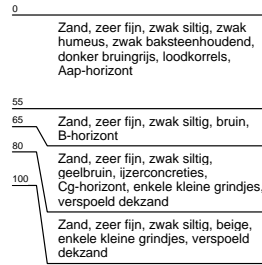 0
Zand, zeer fijn, zwak siltig, zwak
humeus, zwak baksteenhoudend,
donker bruingrijs, loodkorrels,
Aap-horizont
55
65
Zand, zeer fijn, zwak siltig, bruin,
B-horizont
80
Zand, zeer fijn, zwak siltig,
geelbruin, ijzerconcreties,
Cg-horizont, enkele kleine grindjes,
verspoeld dekzand
100
Zand, zeer fijn, zwak siltig, beige,
enkele kleine grindjes, verspoeld
dekzand